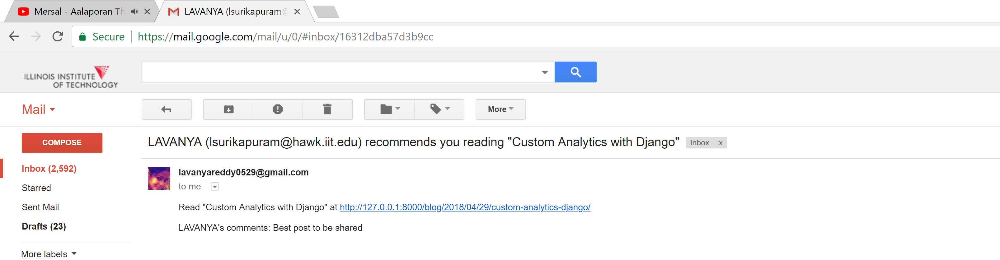 Mersal - Aalaporan Th
LAVANYA (lsurikapuram@
Secure https://mail.google.com/mail/u/0/#inbox/16312dba57d3b9cc
ILLINOIS INSTITUTE
OF TECHNOLOGY
Mail
More
COMPOSE
LAVANYA (lsurikapuram@hawk.iit.edu) recommends you reading "Custom Analytics with Django" Inbox x
Inbox (2,592)
Starred
Sent Mail
Drafts (23)
More labels
lavanyareddy0529@gmail.com
to me
Read "Custom Analytics with Django" at http://127.0.0.1:8000/blog/2018/04/29/custom-analytics-django/
LAVANYA's comments: Best post to be shared